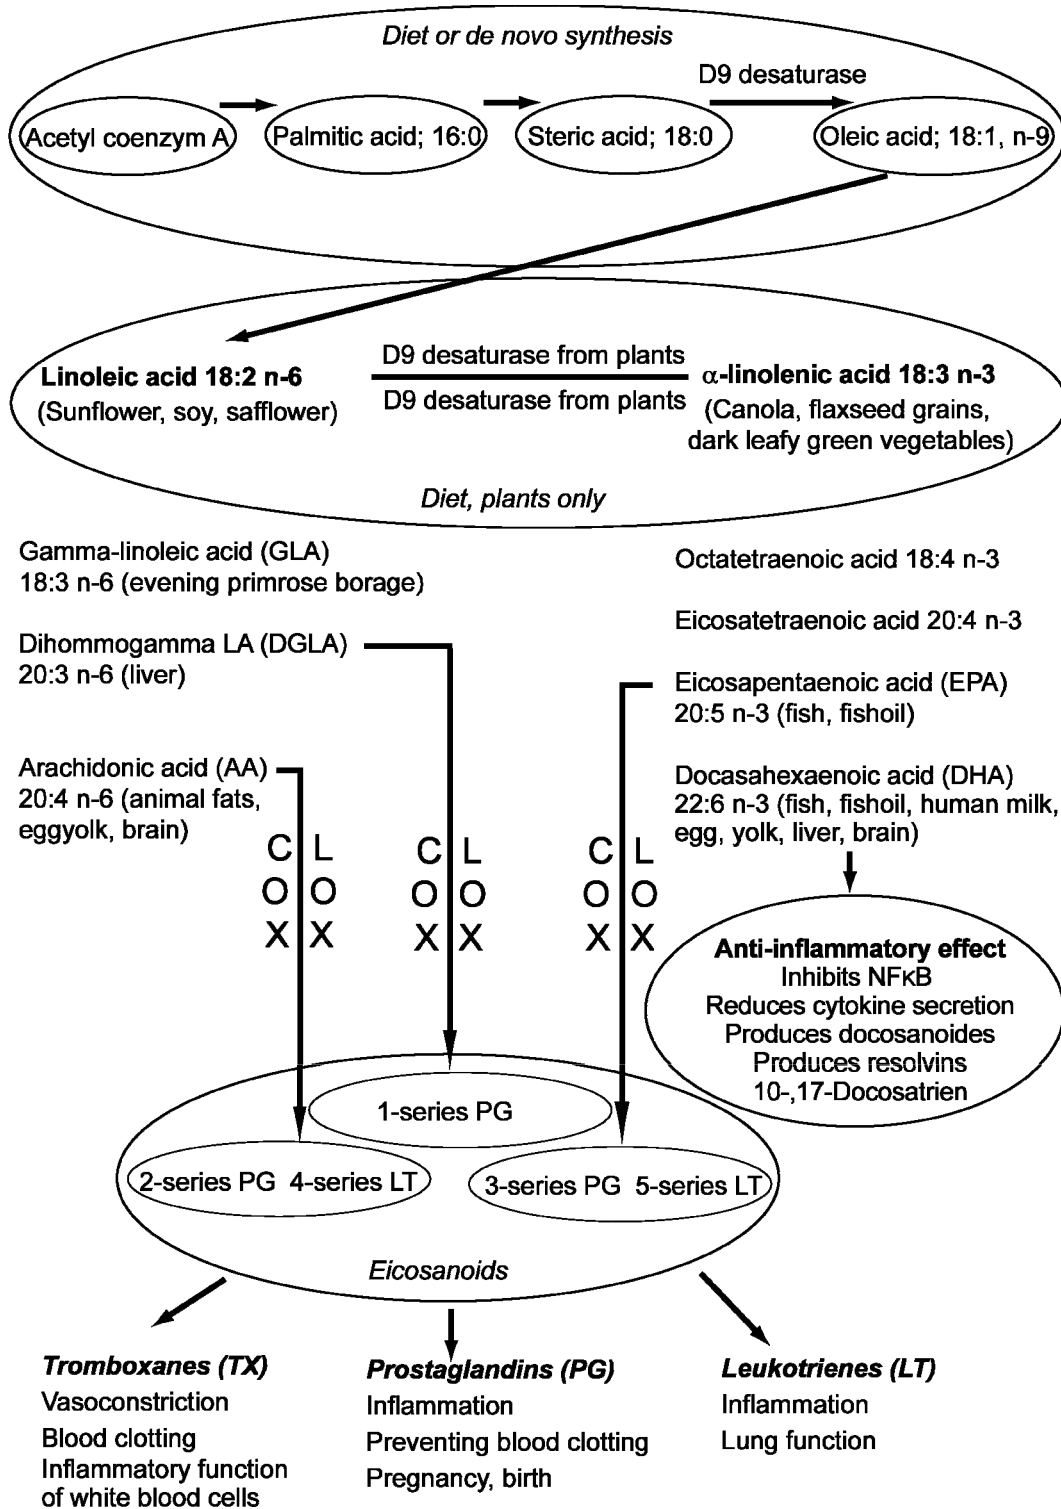 Diet or de novo synthesis
D9 desaturase
Acetyl coenzym A
Palmitic acid; 16:0
Steric acid; 18:0
Oleic acid; 18:1, n-9
Linoleic acid 18:2 n-6
(Sunflower, soy, safflower)
D9 desaturase from plants
D9 desaturase from plants
α-linolenic acid 18:3 n-3
(Canola, flaxseed grains,
dark leafy green vegetables)
Diet, plants only
Gamma-linoleic acid (GLA)
18:3 n-6 (evening primrose borage)
Dihommogamma LA (DGLA)
20:3 n-6 (liver)
Arachidonic acid (AA)
20:4 n-6 (animal fats,
eggyolk, brain)
Octatetraenoic acid 18:4 n-3
Eicosatetraenoic acid 20:4 n-3
Eicosapentaenoic acid (EPA)
20:5 n-3 (fish, fishoil)
Docasahexaenoic acid (DHA)
22:6 n-3 (fish, fishoil, human milk,
egg, yolk, liver, brain)
COX
LOX
COX
LOX
COX
LOX
Anti-inflammatory effect
Inhibits NFκB
Reduces cytokine secretion
Produces docosanoides
Produces resolvins
10-,17-Docosatrien
1-series PG
2-series PG 4-series LT
3-series PG 5-series LT
Eicosanoids
Tromboxanes (TX)
Vasoconstriction
Blood clotting
Inflammatory function
of white blood cells
Prostaglandins (PG)
Inflammation
Preventing blood clotting
Pregnancy, birth
Leukotrienes (LT)
Inflammation
Lung function